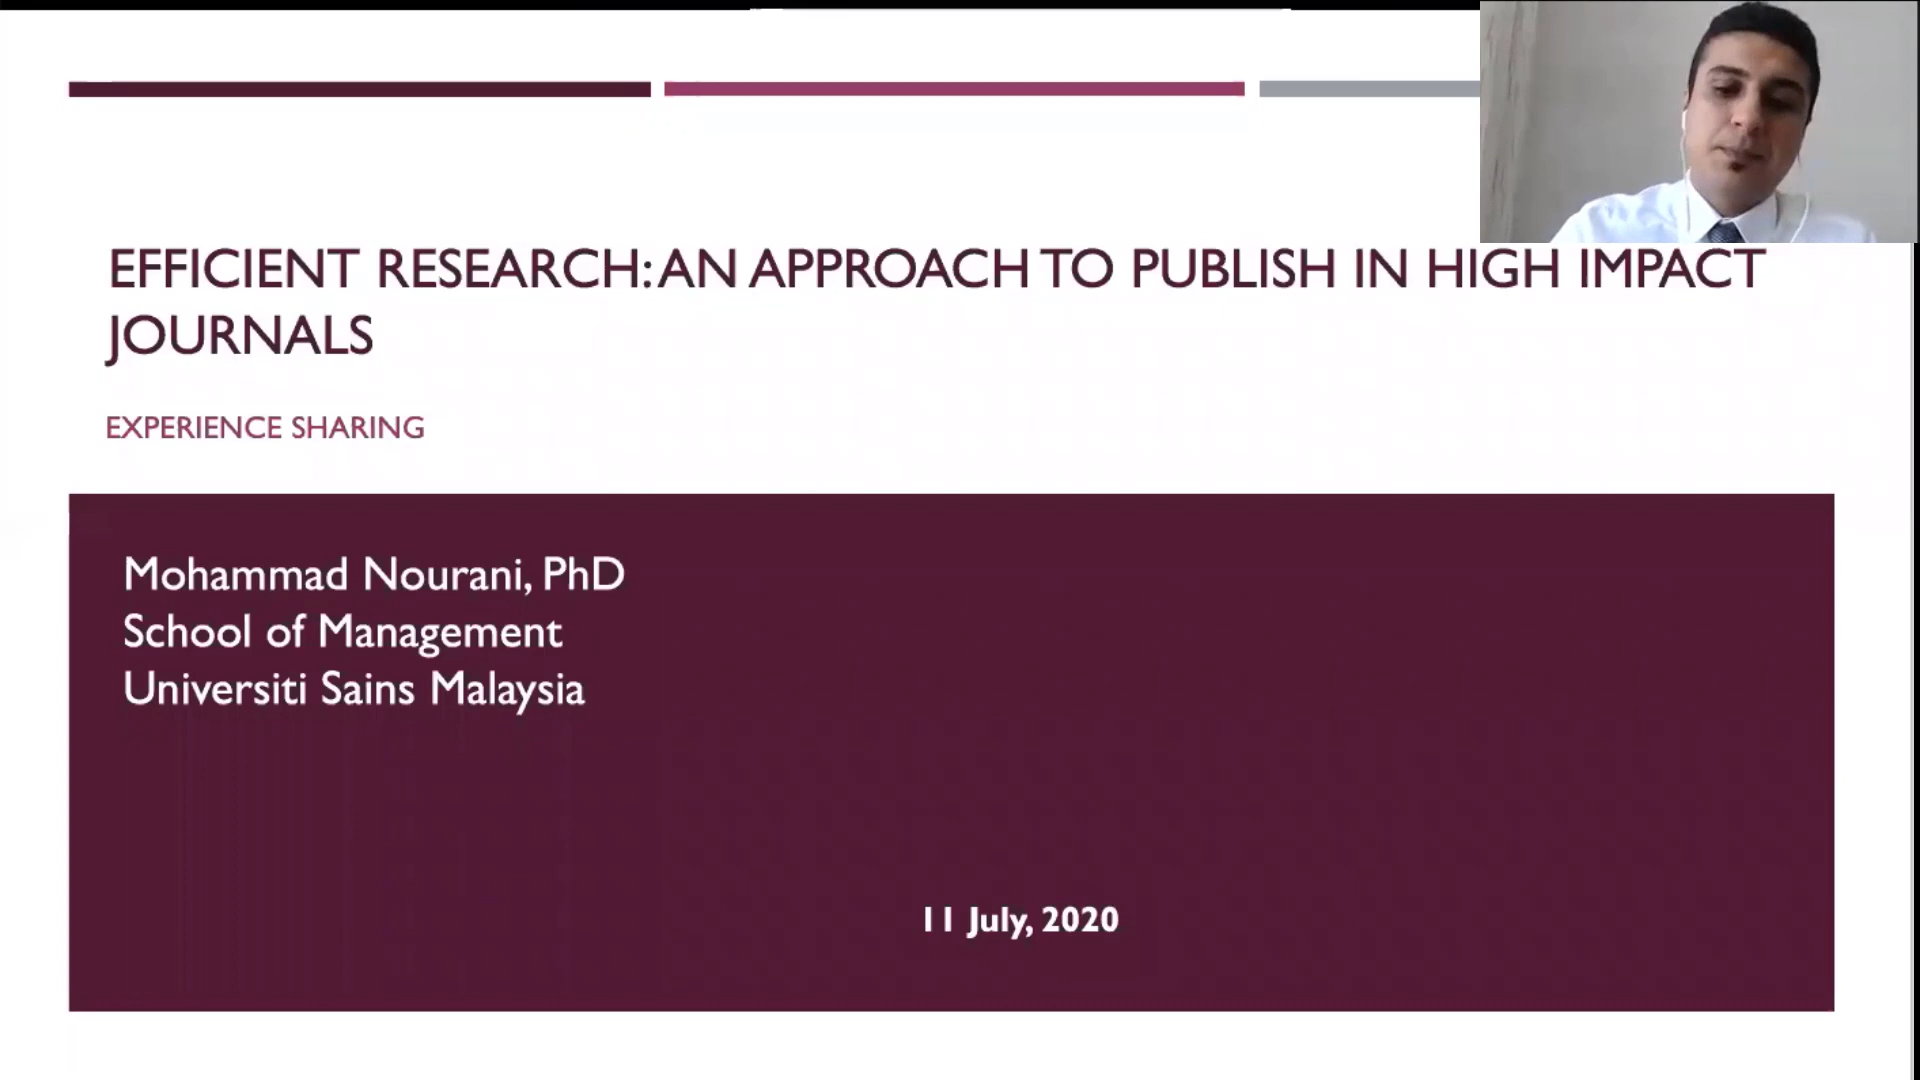 EFFICIENT RESEARCH: AN APPROACH TO PUBLISH IN HIGH IMPACT
JOURNALS
EXPERIENCE SHARING
Mohammad Nourani, PhD
School of Management
Universiti Sains Malaysia
11 July, 2020